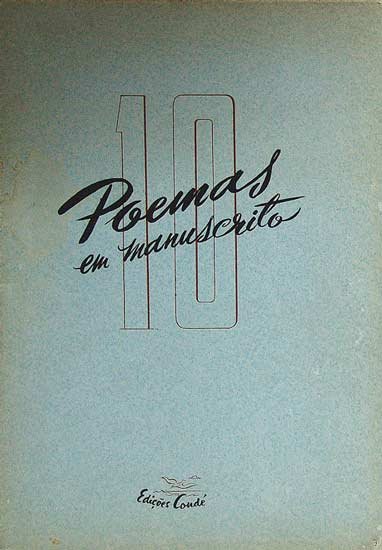 10
Poemas
em manuscrito
Edições Condé